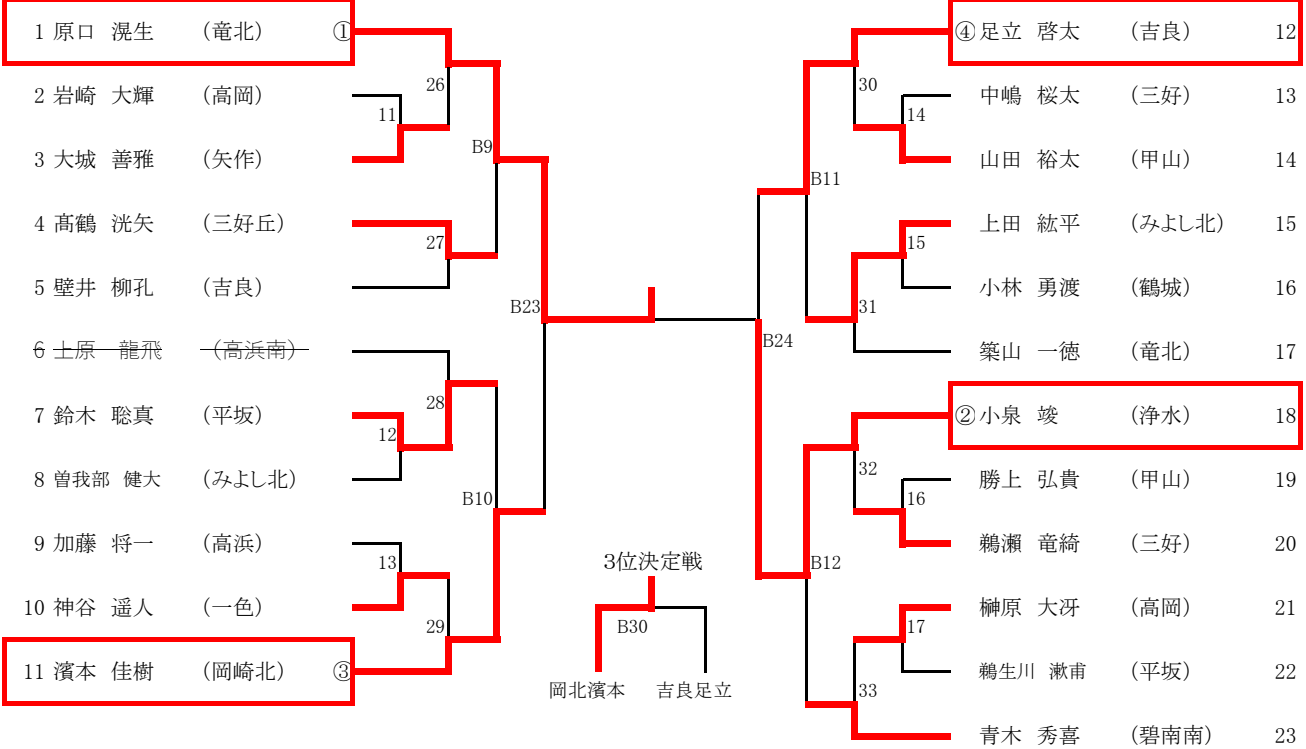 1 原口 滉生 (竜北) ①
2 岩崎 大輝 (高岡)
3 大城 善雅 (矢作)
4 髙鶴 洸矢 (三好丘)
5 壁井 柳孔 (吉良)
6 上原 龍飛 (高浜南)
7 鈴木 聡真 (平坂)
8 曽我部 健大 (みよし北)
9 加藤 将一 (高浜)
10 神谷 遥人 (一色)
11 濱本 佳樹 (岡崎北) ③
26
11
B9
27
B23
28
12
B10
13
29
④ 足立 啓太 (吉良) 12
中嶋 桜太 (三好) 13
山田 裕太 (甲山) 14
上田 紘平 (みよし北) 15
小林 勇渡 (鶴城) 16
築山 一徳 (竜北) 17
② 小泉 竣 (浄水) 18
勝上 弘貴 (甲山) 19
鵜瀬 竜綺 (三好) 20
榊原 大冴 (高岡) 21
鵜生川 漱甫 (平坂) 22
青木 秀喜 (碧南南) 23
30
14
B11
15
31
B24
32
16
B12
17
33
3位決定戦
B30
岡北濱本 吉良足立